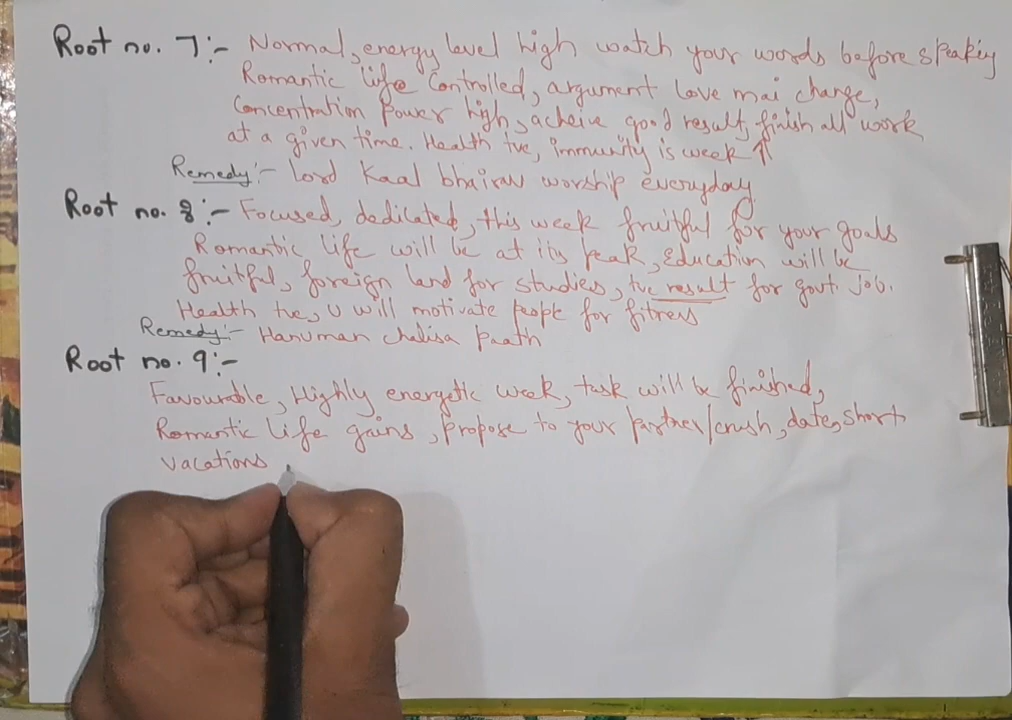 Root no. 7:- Normal, energy level high watch your words before speaking
Romantic life Controlled, argument Love mai change,
Concentration Power high, acheive good result, finish all work
at a given time. Health tve, immunity is week ↑
Remedy:- Lord Kaal bhairav worship everyday.
Root no. 8:- Focused, dedicated, this week fruitful for your goals
Romantic life will be at its peak, Education will be
fruitful, foreign land for studies, tve result for govt. job.
Health tve, U will motivate people for fitness
Remedy:- Hanuman chalisa paath
Root no. 9:-
Favourable, Highly energetic week, task will be finished,
Romantic life gains, propose to your partner/crush, date, short
vacations